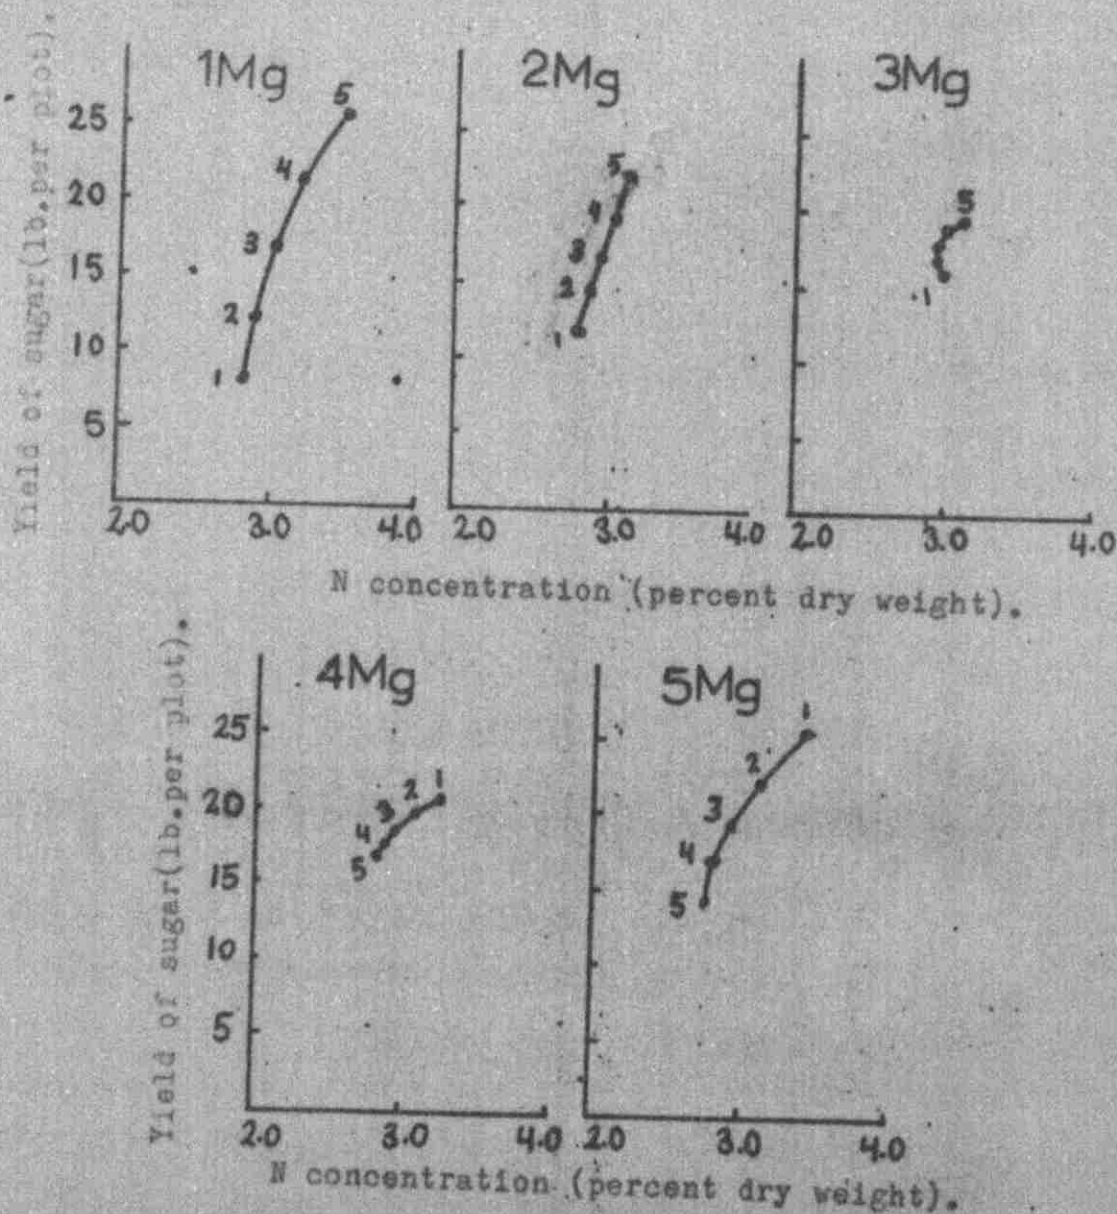 Yield of sugar(lb.per plot).
1Mg 2Mg 3Mg
5
25
4 5
20 4 5
3 3
15 2 1
2 1
10
1
5
2.0 3.0 4.0 2.0 3.0 4.0 2.0 3.0 4.0
N concentration (percent dry weight).
Yield of sugar(lb.per plot).
4Mg 5Mg
1
25
2
1
20 2 3
3
4 4
5
15 5
10
5
2.0 3.0 4.0 2.0 3.0 4.0
N concentration (percent dry weight).